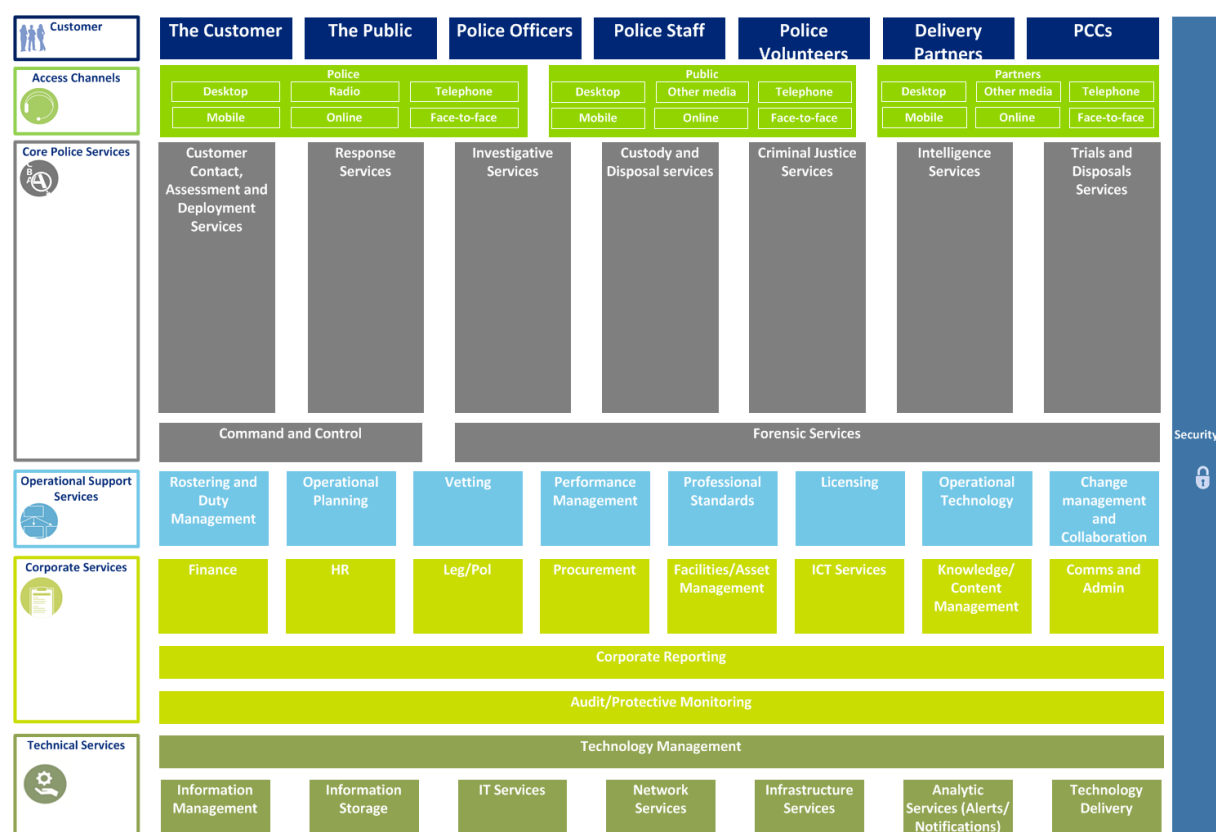 Customer
The Customer
The Public
Police Officers
Police Staff
Police
Volunteers
Delivery
Partners
PCCs
Access Channels
Police
Desktop
Radio
Telephone
Mobile
Online
Face-to-face
Public
Desktop
Other media
Telephone
Mobile
Online
Face-to-face
Partners
Desktop
Other media
Telephone
Mobile
Online
Face-to-face
Core Police Services
Customer
Contact,
Assessment and
Deployment
Services
Response
Services
Investigative
Services
Custody and
Disposal services
Criminal Justice
Services
Intelligence
Services
Trials and
Disposals
Services
Command and Control
Forensic Services
Security
Operational Support
Services
Rostering and
Duty
Management
Operational
Planning
Vetting
Performance
Management
Professional
Standards
Licensing
Operational
Technology
Change
management
and
Collaboration
Corporate Services
Finance
HR
Leg/Pol
Procurement
Facilities/Asset
Management
ICT Services
Knowledge/
Content
Management
Comms and
Admin
Corporate Reporting
Audit/Protective Monitoring
Technical Services
Technology Management
Information
Management
Information
Storage
IT Services
Network
Services
Infrastructure
Services
Analytic
Services (Alerts/
Notifications)
Technology
Delivery